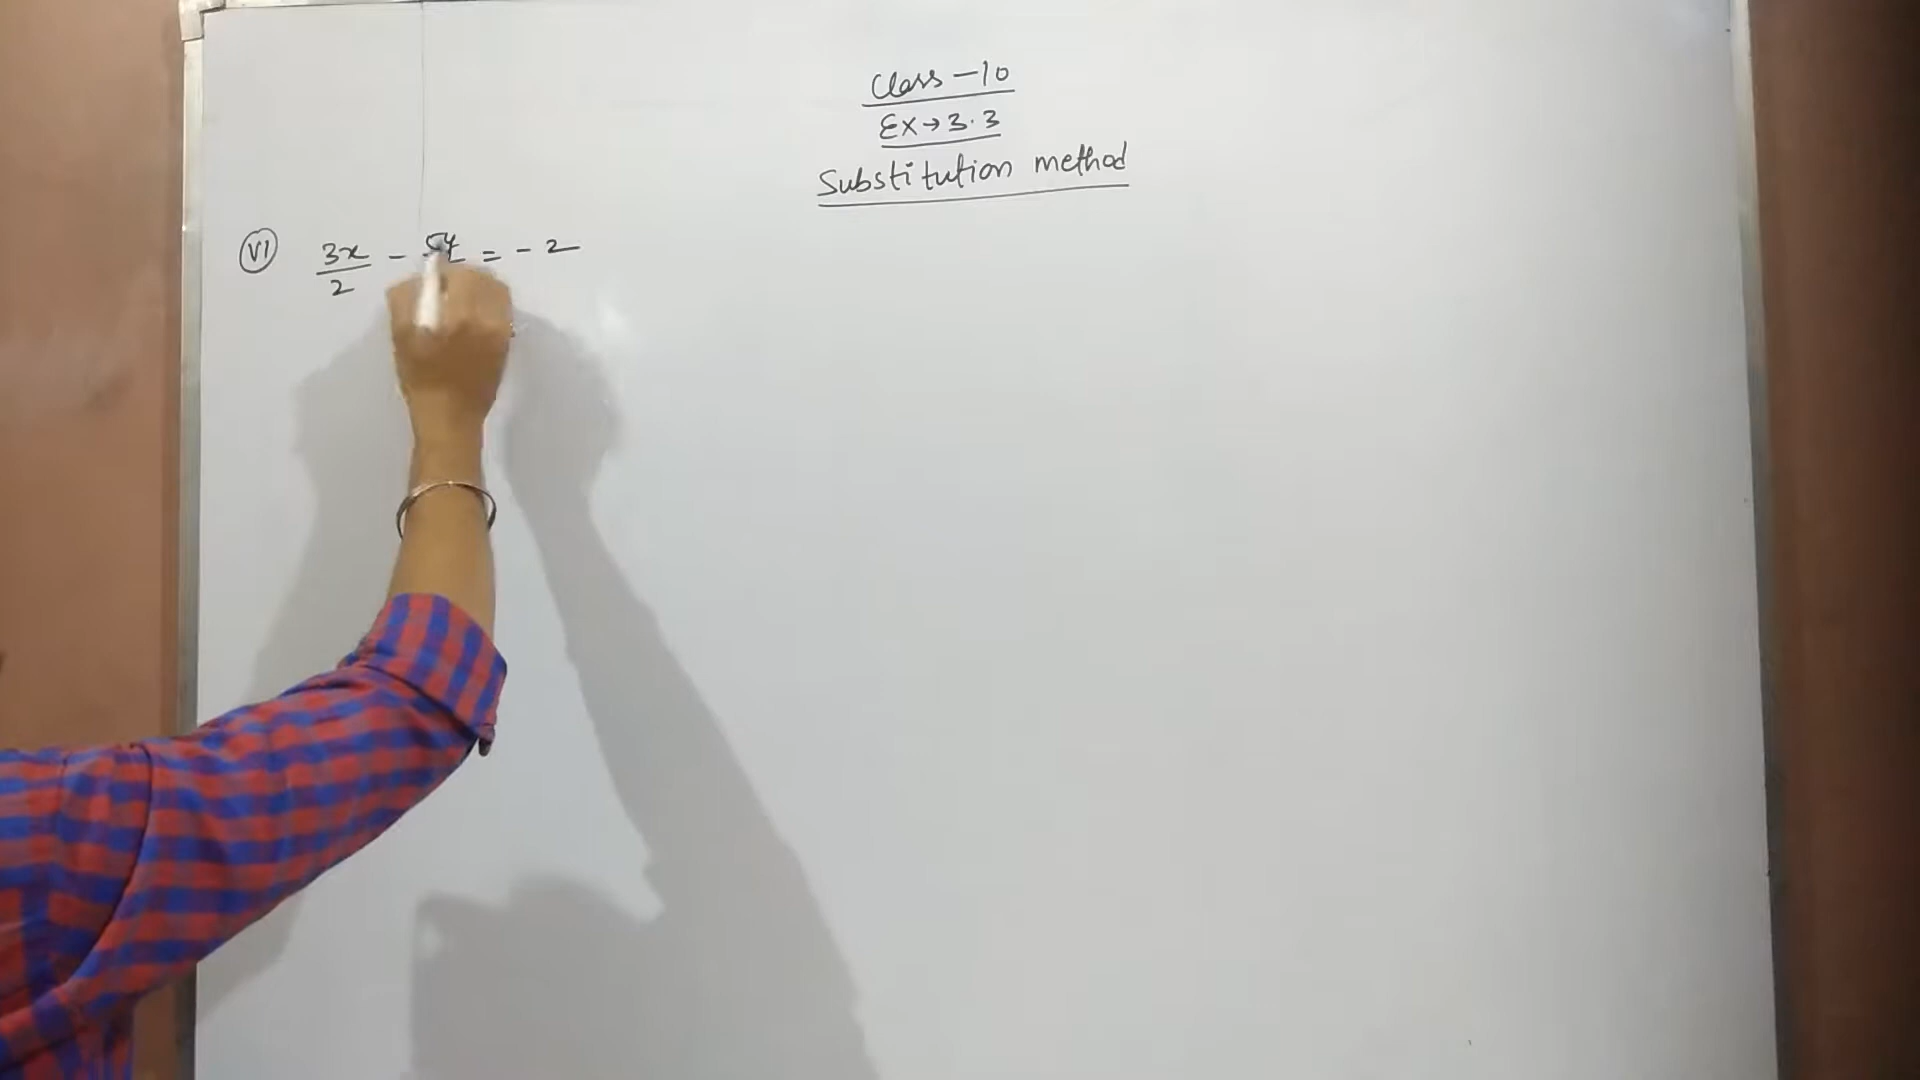 Class - 10
Ex → 3.3
Substitution method
VI 3x/2 - 5y = - 2